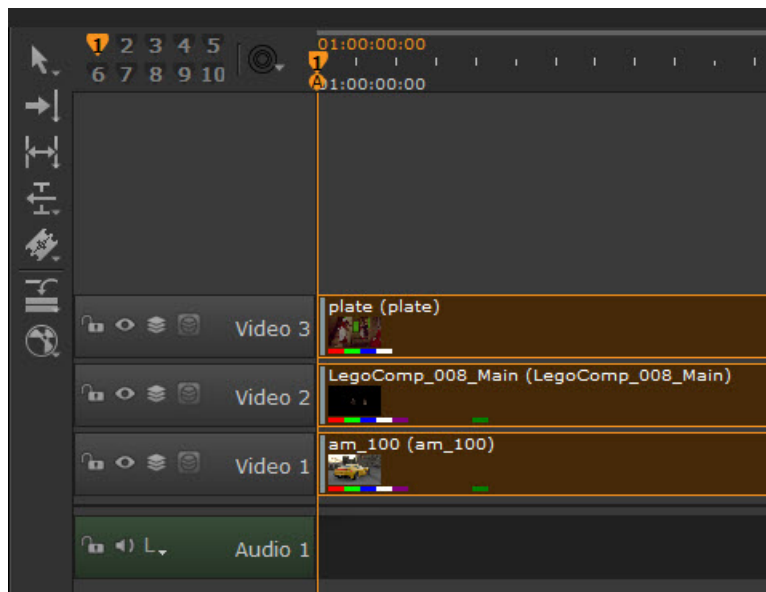 1 2 3 4 5
6 7 8 9 10
01:00:00:00
1
A
01:00:00:00
plate (plate)
Video 3
LegoComp_008_Main (LegoComp_008_Main)
Video 2
am_100 (am_100)
Video 1
L
Audio 1